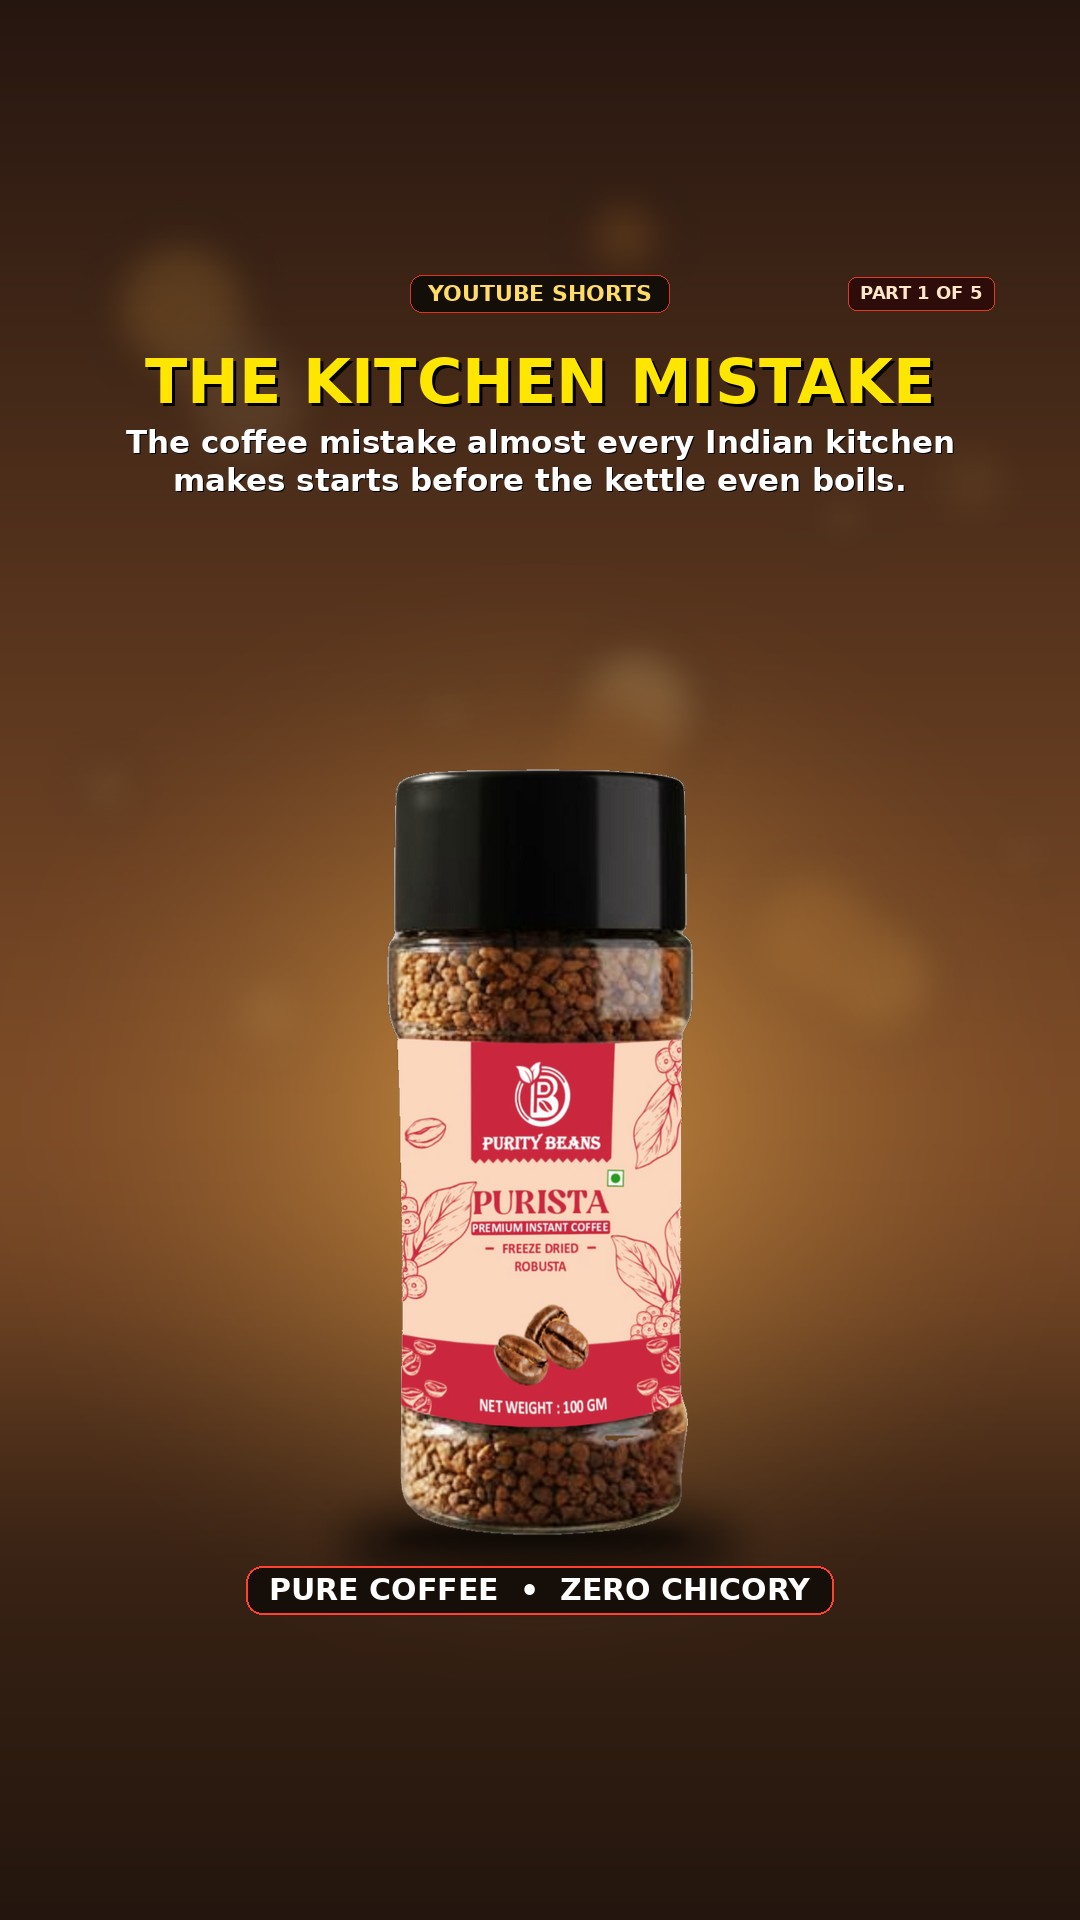 YOUTUBE SHORTS
PART 1 OF 5
THE KITCHEN MISTAKE
The coffee mistake almost every Indian kitchen
makes starts before the kettle even boils.
PURITY BEANS
PURISTA
PREMIUM INSTANT COFFEE
– FREEZE DRIED –
ROBUSTA
NET WEIGHT : 100 GM
PURE COFFEE • ZERO CHICORY